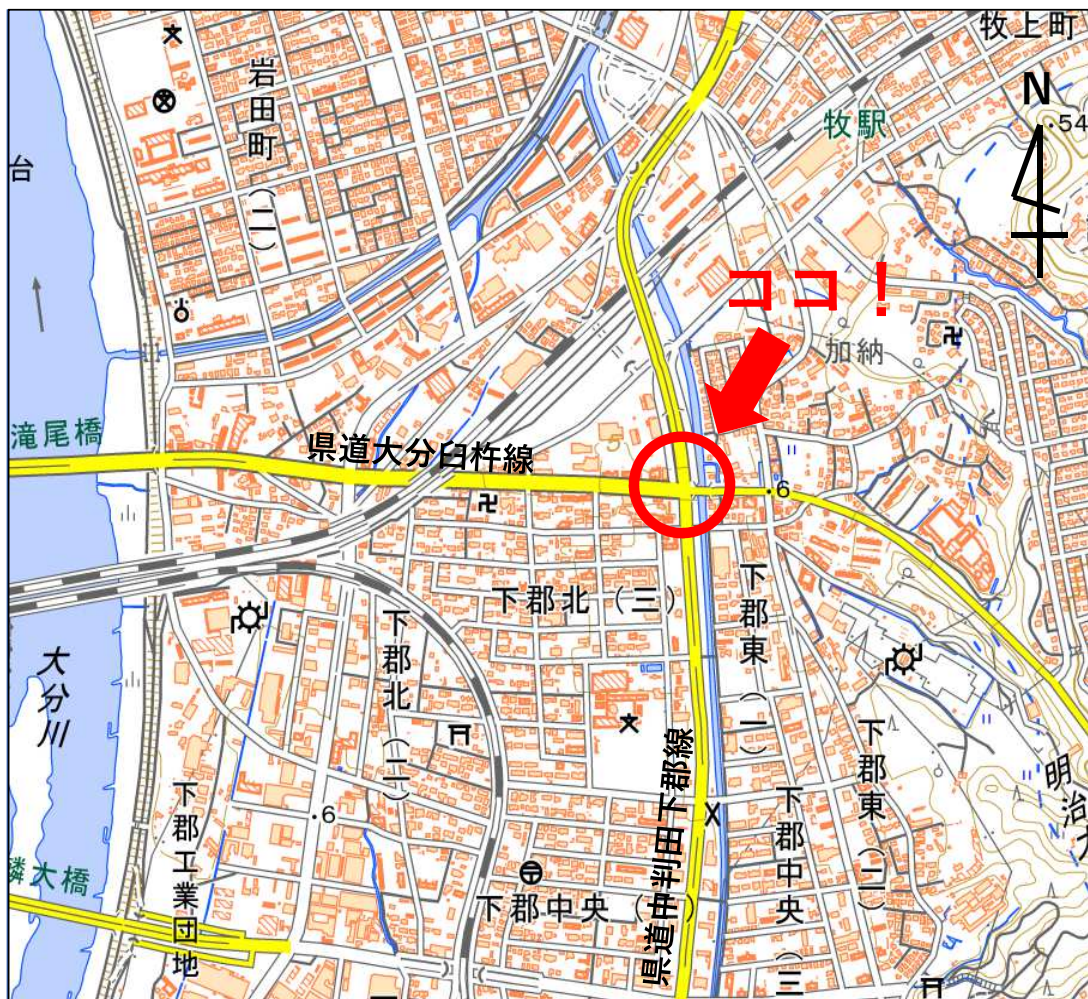 牧上町
岩田町（二）
N
牧駅
.54
台
ココ！
加納
滝尾橋
県道大分臼杵線
.6
5
下郡北（三）
下郡東（一）
下郡北（二）
大分川
県道中判田下郡線
下郡東（二）
明治
下郡工業団地
.6
下郡中央
下郡中央（三
大橋